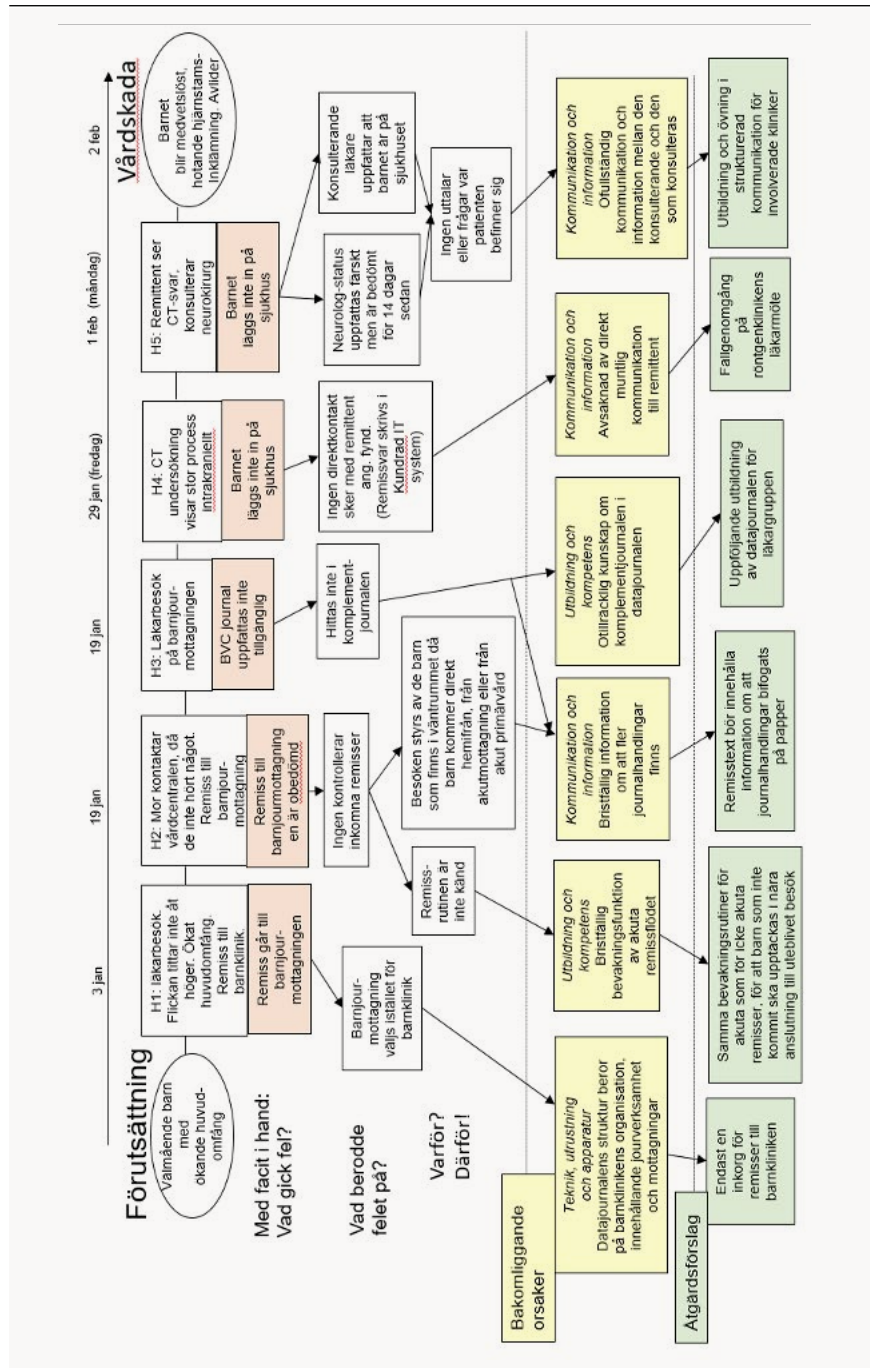 3 jan
19 jan
19 jan
29 jan (fredag)
1 feb (måndag)
2 feb
Förutsättning
Vårdskada
Välmående barn
med
ökande huvud-
omfång
H1: läkarbesök.
Flickan tittar inte åt
höger. Ökat
huvudomfång.
Remiss till
barnklinik.
H2: Mor kontaktar
vårdcentralen, då
de inte hört något.
Remiss till
barnjour-
mottagning
H3: Läkarbesök
på barnjour-
mottagningen
H4: CT
undersökning
visar stor process
intrakraniellt
H5: Remittent ser
CT-svar,
konsulterar
neurokirurg
Barnet
blir medvetslöst,
hotande hjärnstams-
Inklämning. Avlider
Med facit i hand:
Vad gick fel?
Remiss går till
barnjour-
mottagningen
Remiss till
barnjourmottagning
en är obedömd
BVC journal
uppfattas inte
tillgänglig
Barnet
läggs inte in på
sjukhus
Barnet
läggs inte in på
sjukhus
Vad berodde
felet på?
Barnjour-
mottagning
väljs istället för
barnklinik
Ingen kontrollerar
inkomna remisser
Hittas inte i
komplement-
journalen
Ingen direktkontakt
sker med remittent
ang. fynd.
(Remissvar skrivs i
Kundrad IT
system)
Neurolog-status
uppfattas färskt
men är bedömt
för 14 dagar
sedan
Konsulterande
läkare
uppfattar att
barnet är på
sjukhuset
Varför?
Därför!
Remiss-
rutinen är
inte känd
Besöken styrs av de barn
som finns i väntrummet då
barn kommer direkt
hemifrån, från
akutmottagning eller från
akut primärvård
Ingen uttalar
eller frågar var
patienten
befinner sig
Bakomliggande
orsaker
Teknik, utrustning
och apparatur
Datajournalens struktur beror
på barnklinikens organisation,
innehållande jourverksamhet
och mottagningar
Utbildning och
kompetens
Bristfällig
bevakningsfunktion
av akuta
remissflödet
Kommunikation och
information
Bristfällig information
om att fler
journalhandlingar
finns
Utbildning och
kompetens
Otillräcklig kunskap om
komplementjournalen i
datajournalen
Kommunikation och
information
Avsaknad av direkt
muntlig
kommunikation
till remittent
Kommunikation och
information
Ofullständig
kommunikation och
information mellan den
konsulterande och den
som konsulteras
Åtgärdsförslag
Endast en
inkorg för
remisser till
barnkliniken
Samma bevakningsrutiner för
akuta som för icke akuta
remisser, för att barn som inte
kommit ska upptäckas i nära
anslutning till uteblivet besök
Remisstext bör innehålla
information om att
journalhandlingar bifogats
på papper
Uppföljande utbildning
av datajournalen för
läkargruppen
Fallgenomgång
på
röntgenklinikens
läkarmöte
Utbildning och övning i
strukturerad
kommunikation för
involverade kliniker